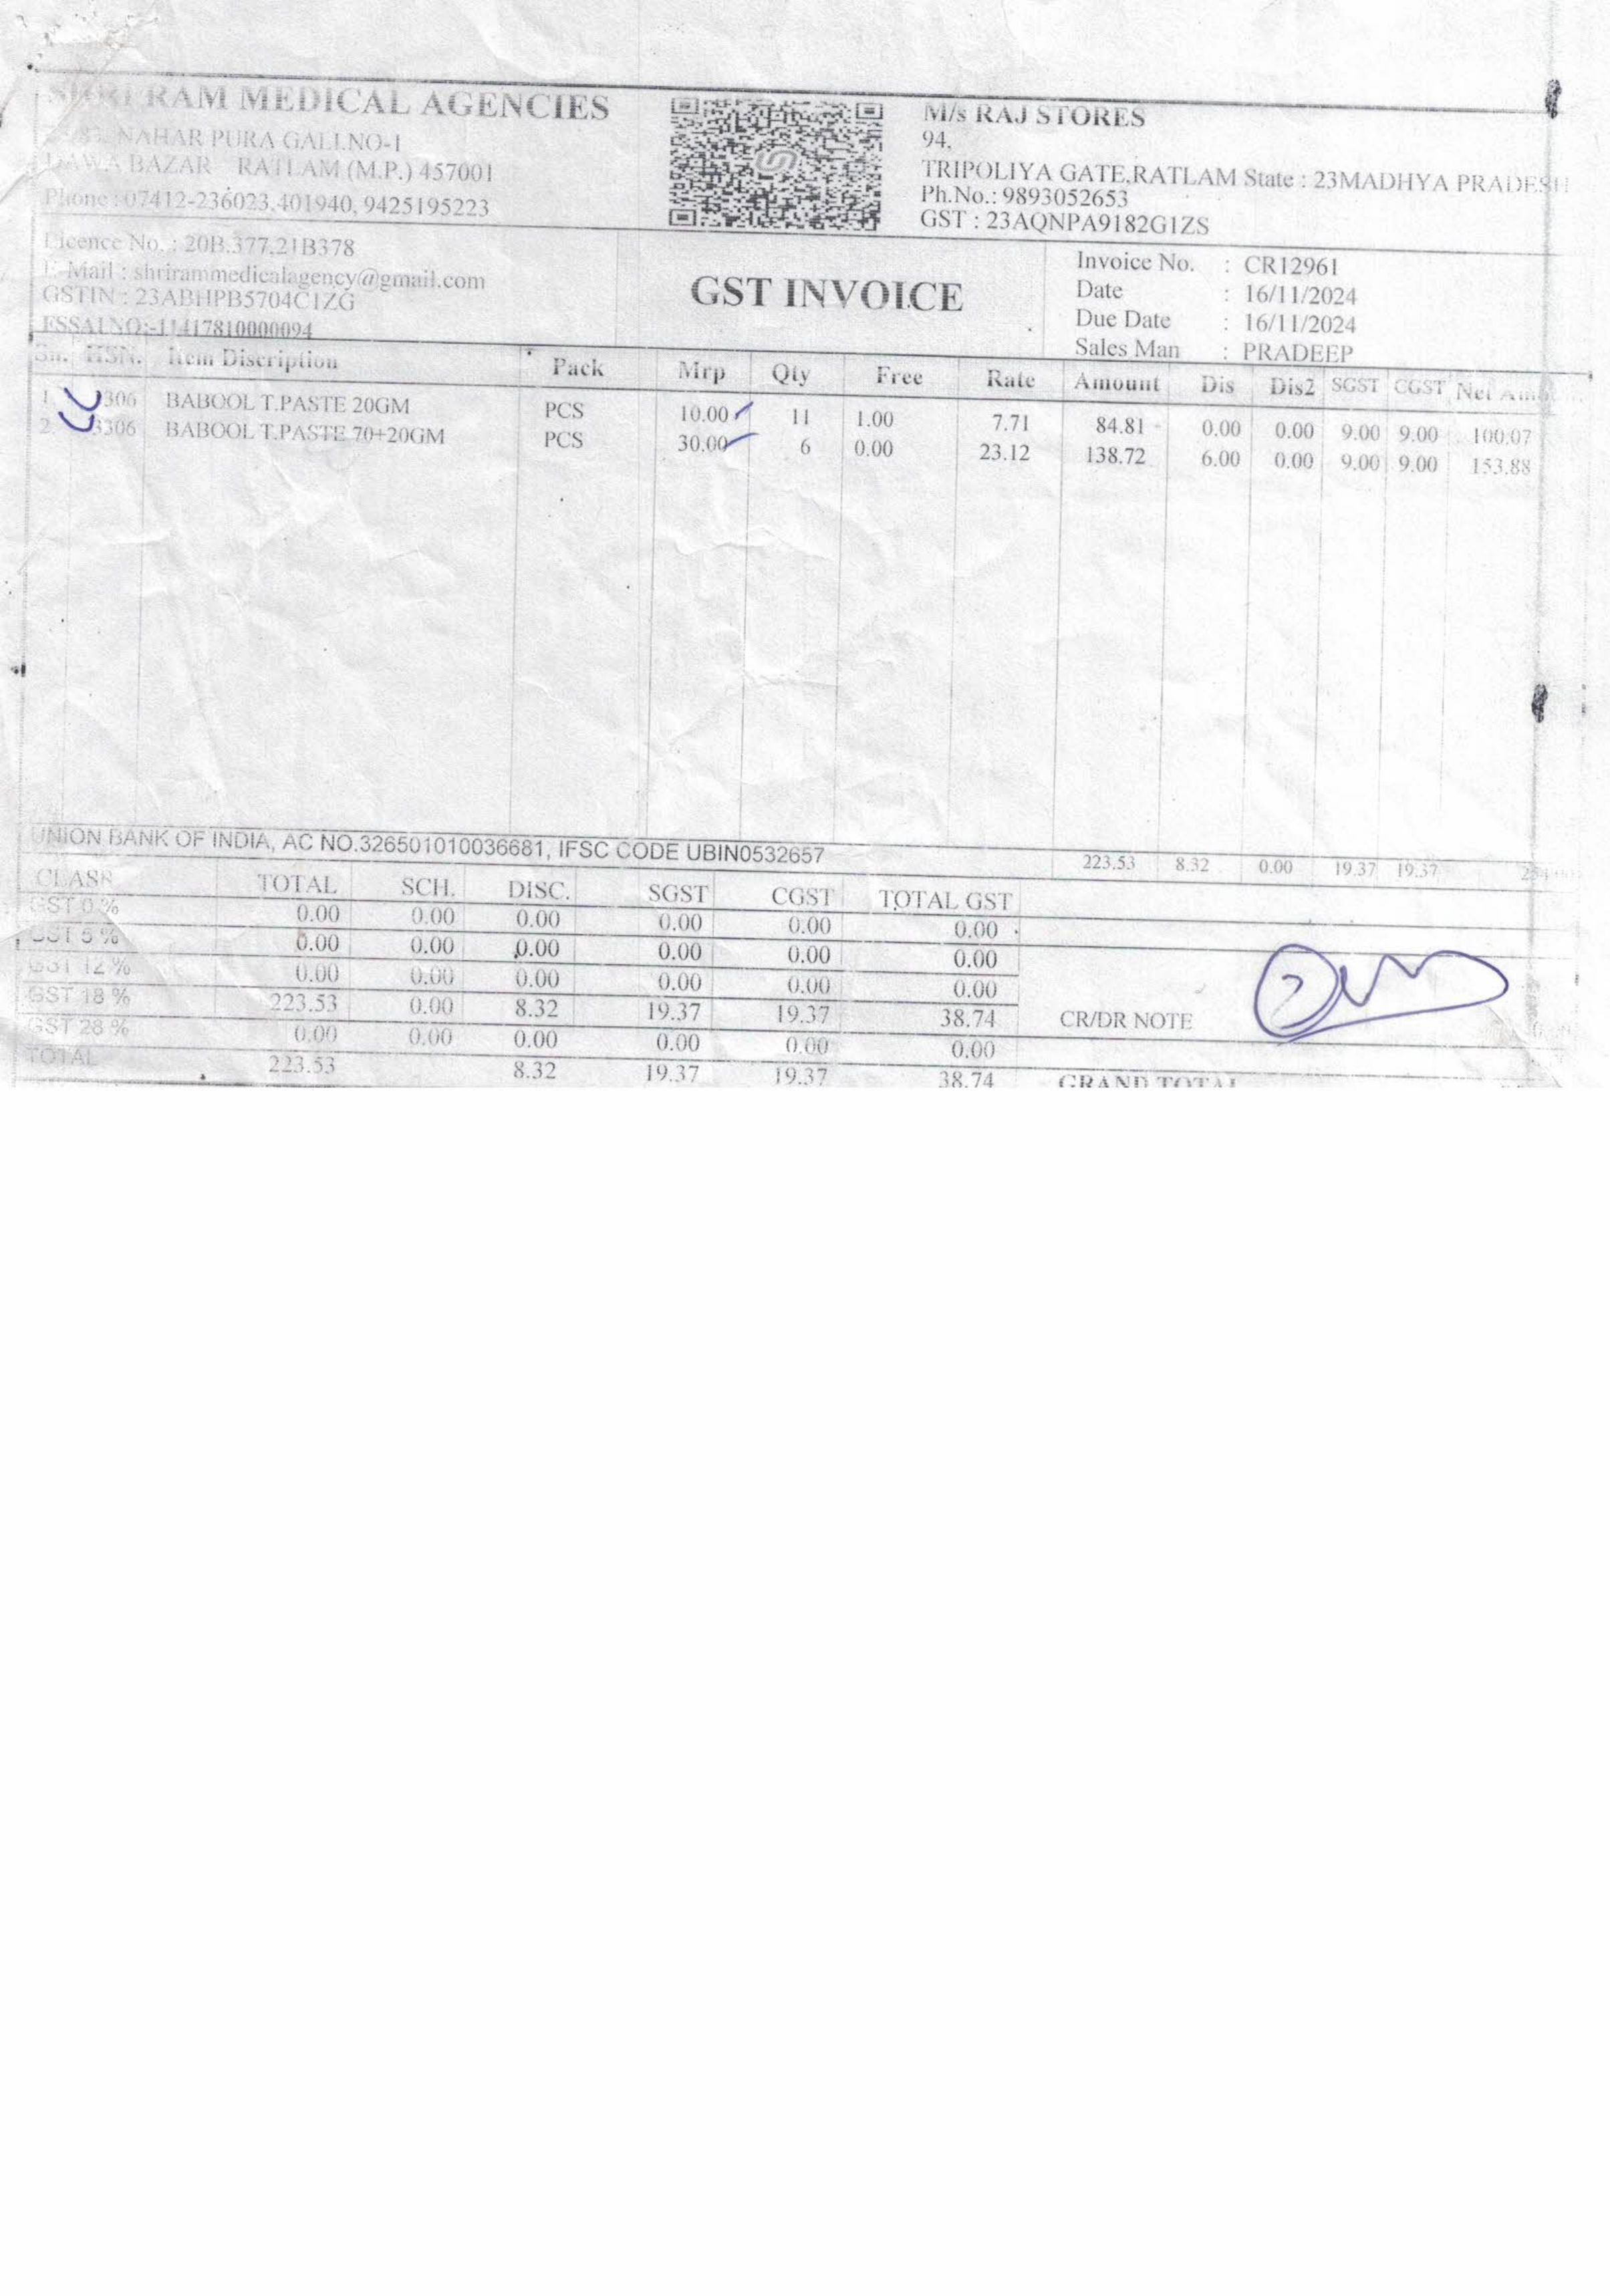 SHRI RAM MEDICAL AGENCIES
NAHAR PURA GALI.NO-1
DAWA BAZAR RATLAM (M.P.) 457001
Phone : 07412-236023,401940, 9425195223
M/s RAJ STORES
94,
TRIPOLIYA GATE,RATLAM State : 23MADHYA PRADESH
Ph.No.: 9893052653
GST : 23AQNPA9182G1ZS
Licence No. : 20B.377,21B378
E-Mail : shrirammedicalagency@gmail.com
GSTIN : 23ABHPB5704C1ZG
FSSAI NO:-11417810000094
GST INVOICE
Invoice No. : CR12961
Date : 16/11/2024
Due Date : 16/11/2024
Sales Man : PRADEEP
Sn. HSN. Item Discription Pack Mrp Qty Free Rate Amount Dis Dis2 SGST CGST Net
1. 3306 BABOOL T.PASTE 20GM PCS 10.00 11 1.00 7.71 84.81 0.00 0.00 9.00 9.00 100.07
2. 3306 BABOOL T.PASTE 70+20GM PCS 30.00 6 0.00 23.12 138.72 6.00 0.00 9.00 9.00 153.88
UNION BANK OF INDIA, AC NO.326501010036681, IFSC CODE UBIN0532657
223.53 8.32 0.00 19.37 19.37
CLASS TOTAL SCH. DISC. SGST CGST TOTAL GST
GST 0 % 0.00 0.00 0.00 0.00 0.00 0.00
GST 5 % 0.00 0.00 0.00 0.00 0.00 0.00
GST 12 % 0.00 0.00 0.00 0.00 0.00 0.00
GST 18 % 223.53 0.00 8.32 19.37 19.37 38.74
GST 28 % 0.00 0.00 0.00 0.00 0.00 0.00
TOTAL 223.53 8.32 19.37 19.37 38.74
CR/DR NOTE
GRAND TOTAL